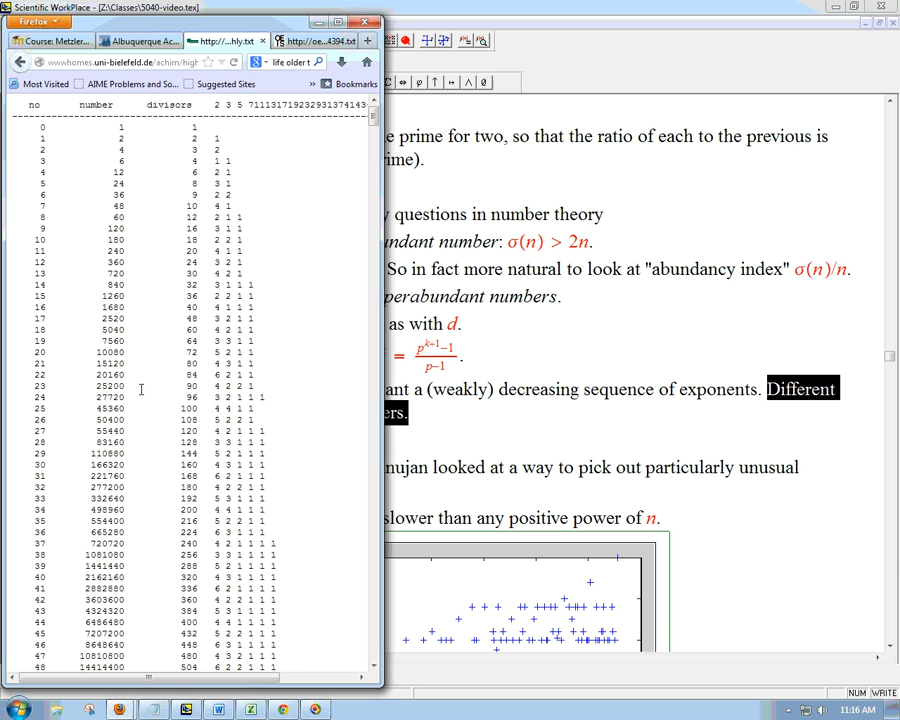 Scientific WorkPlace - [Z:\Classes\5040-video.tex]
Firefox
Course: Metzler...
Albuquerque Ac...
http://...hly.txt
http://oe...4394.txt
wwwhomes.uni-bielefeld.de/achim/high
life older t
Most Visited
AIME Problems and So...
Suggested Sites
»
Bookmarks
no number divisors 2 3 5 71113171923293137414 3
0 1 1
1 2 2 1
2 4 3 2
3 6 4 1 1
4 12 6 2 1
5 24 8 3 1
6 36 9 2 2
7 48 10 4 1
8 60 12 2 1 1
9 120 16 3 1 1
10 180 18 2 2 1
11 240 20 4 1 1
12 360 24 3 2 1
13 720 30 4 2 1
14 840 32 3 1 1 1
15 1260 36 2 2 1 1
16 1680 40 4 1 1 1
17 2520 48 3 2 1 1
18 5040 60 4 2 1 1
19 7560 64 3 3 1 1
20 10080 72 5 2 1 1
21 15120 80 4 3 1 1
22 20160 84 6 2 1 1
23 25200 90 4 2 2 1
24 27720 96 3 2 1 1 1
25 45360 100 4 4 1 1
26 50400 108 5 2 2 1
27 55440 120 4 2 1 1 1
28 83160 128 3 3 1 1 1
29 110880 144 5 2 1 1 1
30 166320 160 4 3 1 1 1
31 221760 168 6 2 1 1 1
32 277200 180 4 2 2 1 1
33 332640 192 5 3 1 1 1
34 498960 200 4 4 1 1 1
35 554400 216 5 2 2 1 1
36 665280 224 6 3 1 1 1
37 720720 240 4 2 1 1 1 1
38 1081080 256 3 3 1 1 1 1
39 1441440 288 5 2 1 1 1 1
40 2162160 320 4 3 1 1 1 1
41 2882880 336 6 2 1 1 1 1
42 3603600 360 4 2 2 1 1 1
43 4324320 384 5 3 1 1 1 1
44 6486480 400 4 4 1 1 1 1
45 7207200 432 5 2 2 1 1 1
46 8648640 448 6 3 1 1 1 1
47 10810800 480 4 3 2 1 1 1
48 14414400 504 6 2 2 1 1 1
e prime for two, so that the ratio of each to the previous is
ime).
y questions in number theory
undant number: σ(n) > 2n.
So in fact more natural to look at "abundancy index" σ(n)/n.
perabundant numbers.
as with d.
= p^{k+1}−1
p−1 .
ant a (weakly) decreasing sequence of exponents. Different
ers.
nujan looked at a way to pick out particularly unusual
slower than any positive power of n.
NUM WRITE
11:16 AM